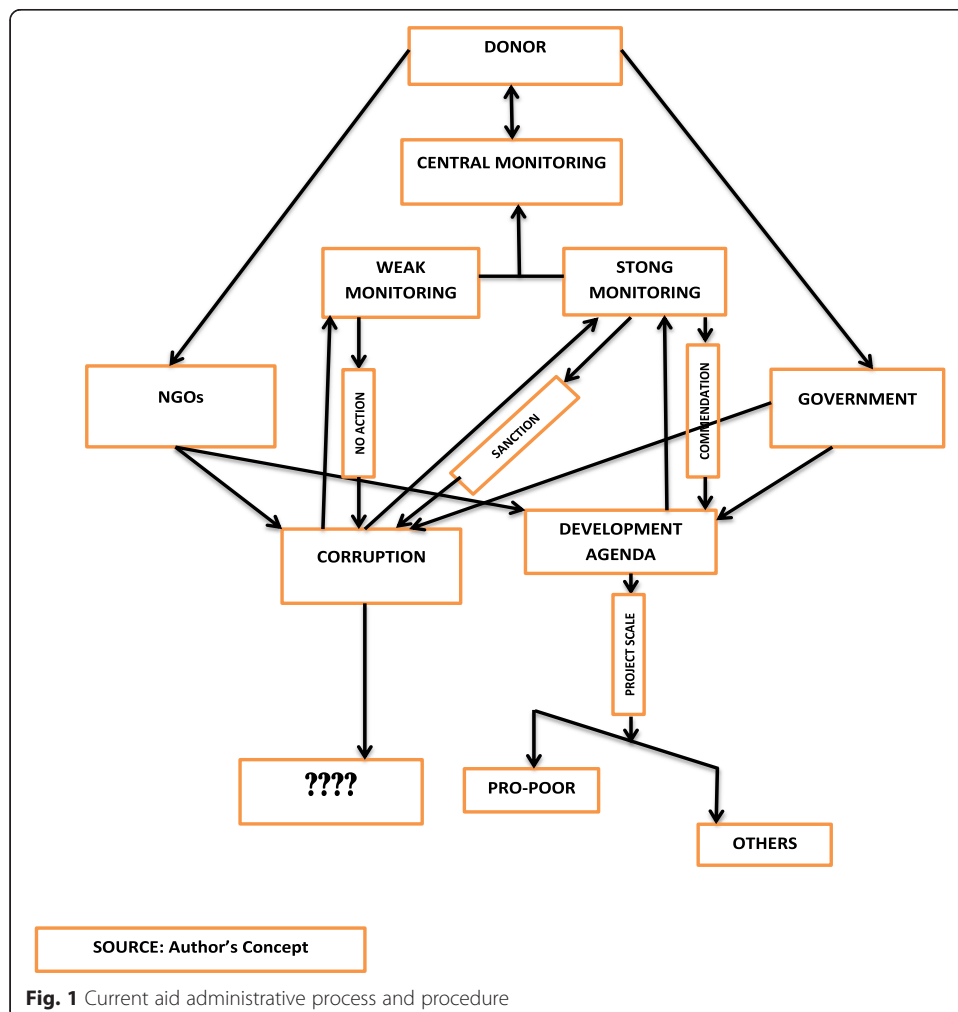 DONOR
CENTRAL MONITORING
WEAK
MONITORING
STONG
MONITORING
NGOs
NO ACTION
SANCTION
COMMENDATION
GOVERNMENT
CORRUPTION
DEVELOPMENT
AGENDA
PROJECT SCALE
????
PRO-POOR
OTHERS
SOURCE: Author's Concept
Fig. 1 Current aid administrative process and procedure